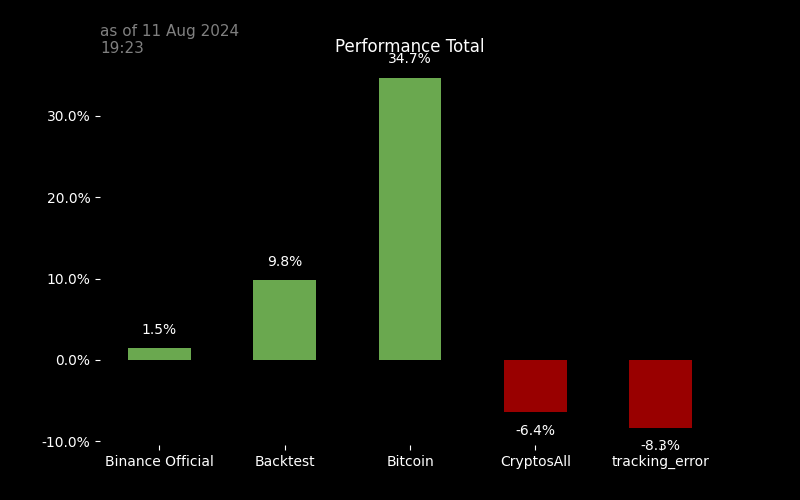 as of 11 Aug 2024
19:23
Performance Total
34.7%
30.0%
20.0%
9.8%
10.0%
1.5%
0.0%
-6.4%
-8.3%
-10.0%
Binance Official
Backtest
Bitcoin
CryptosAll
tracking_error